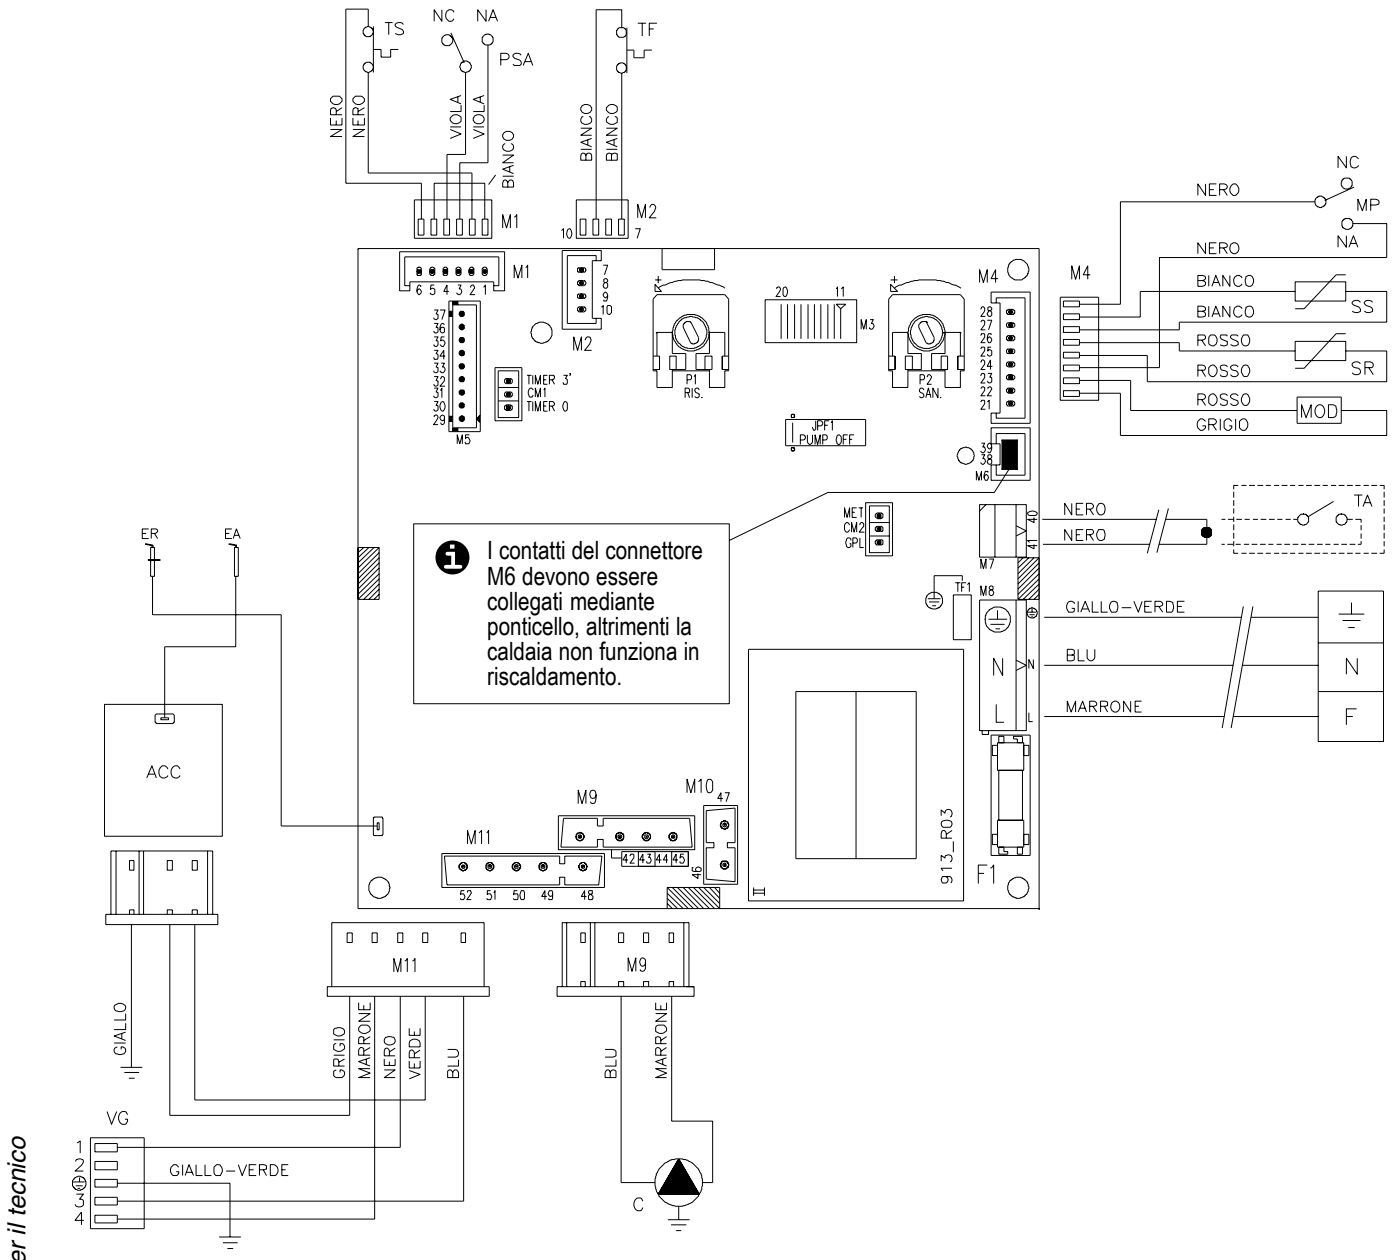 NC NA
TS
PSA
TF
NERO
NERO
VIOLA
VIOLA
BIANCO
BIANCO
BIANCO
M1
10 7 M2
M1
6 5 4 3 2 1
7
8
9
10
M2
37
36
35
34
33
32
31
30
29
M5
TIMER 3'
CM1
TIMER 0
+
P1
RIS.
20 11
M3
+
P2
SAN.
JPF1
PUMP OFF
M4
28
27
26
25
24
23
22
21
39
38
M6
M4
NERO
NC
MP
NA
NERO
BIANCO
SS
BIANCO
ROSSO
SR
ROSSO
ROSSO
MOD
GRIGIO
MET
CM2
GPL
40
41
M7
NERO
NERO
TA
i
I contatti del connettore
M6 devono essere
collegati mediante
ponticello, altrimenti la
caldaia non funziona in
riscaldamento.
ER EA
TF1
M8
N N
L L
GIALLO-VERDE
BLU
N
MARRONE
F
ACC
913_R03
F1
M10
47
46
M9
42 43 44 45
M11
52 51 50 49 48
M11
M9
GIALLO
GRIGIO
MARRONE
NERO
VERDE
BLU
BLU
MARRONE
VG
1
2
3
4
GIALLO-VERDE
C
er il tecnico